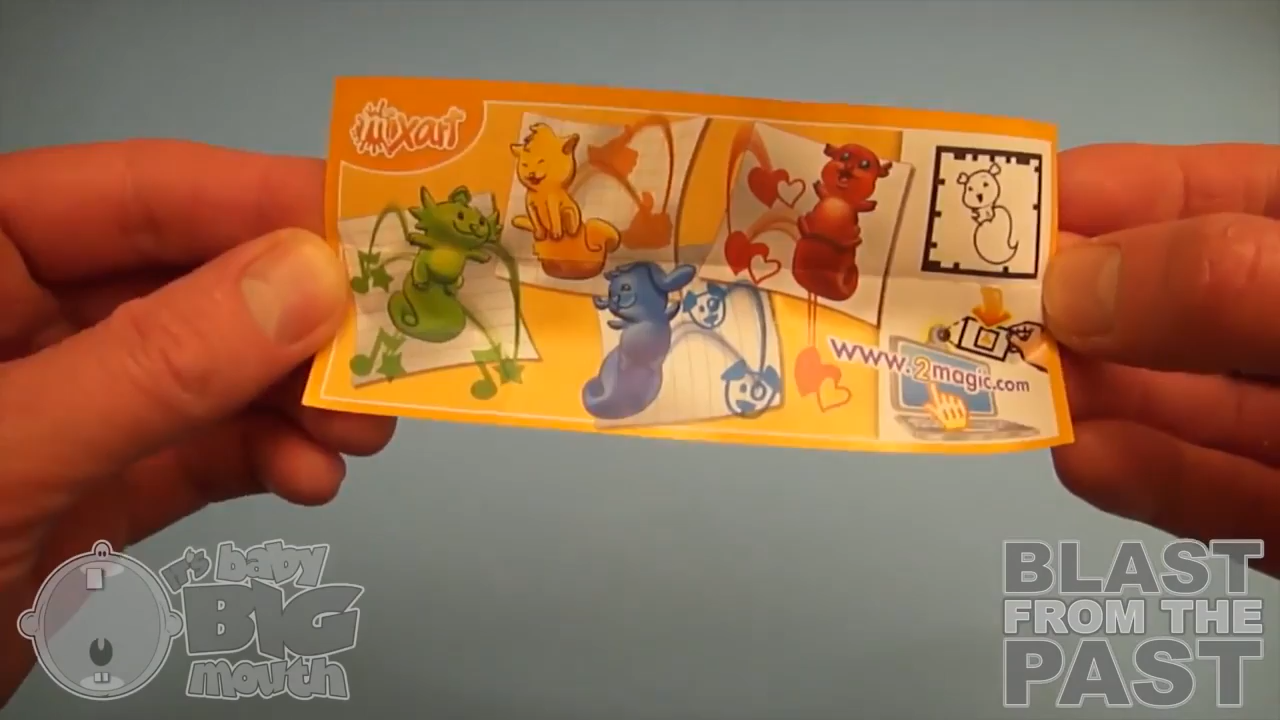 mixart
www.2magic.com
it's baby
BIG
mouth
BLAST
FROM THE
PAST